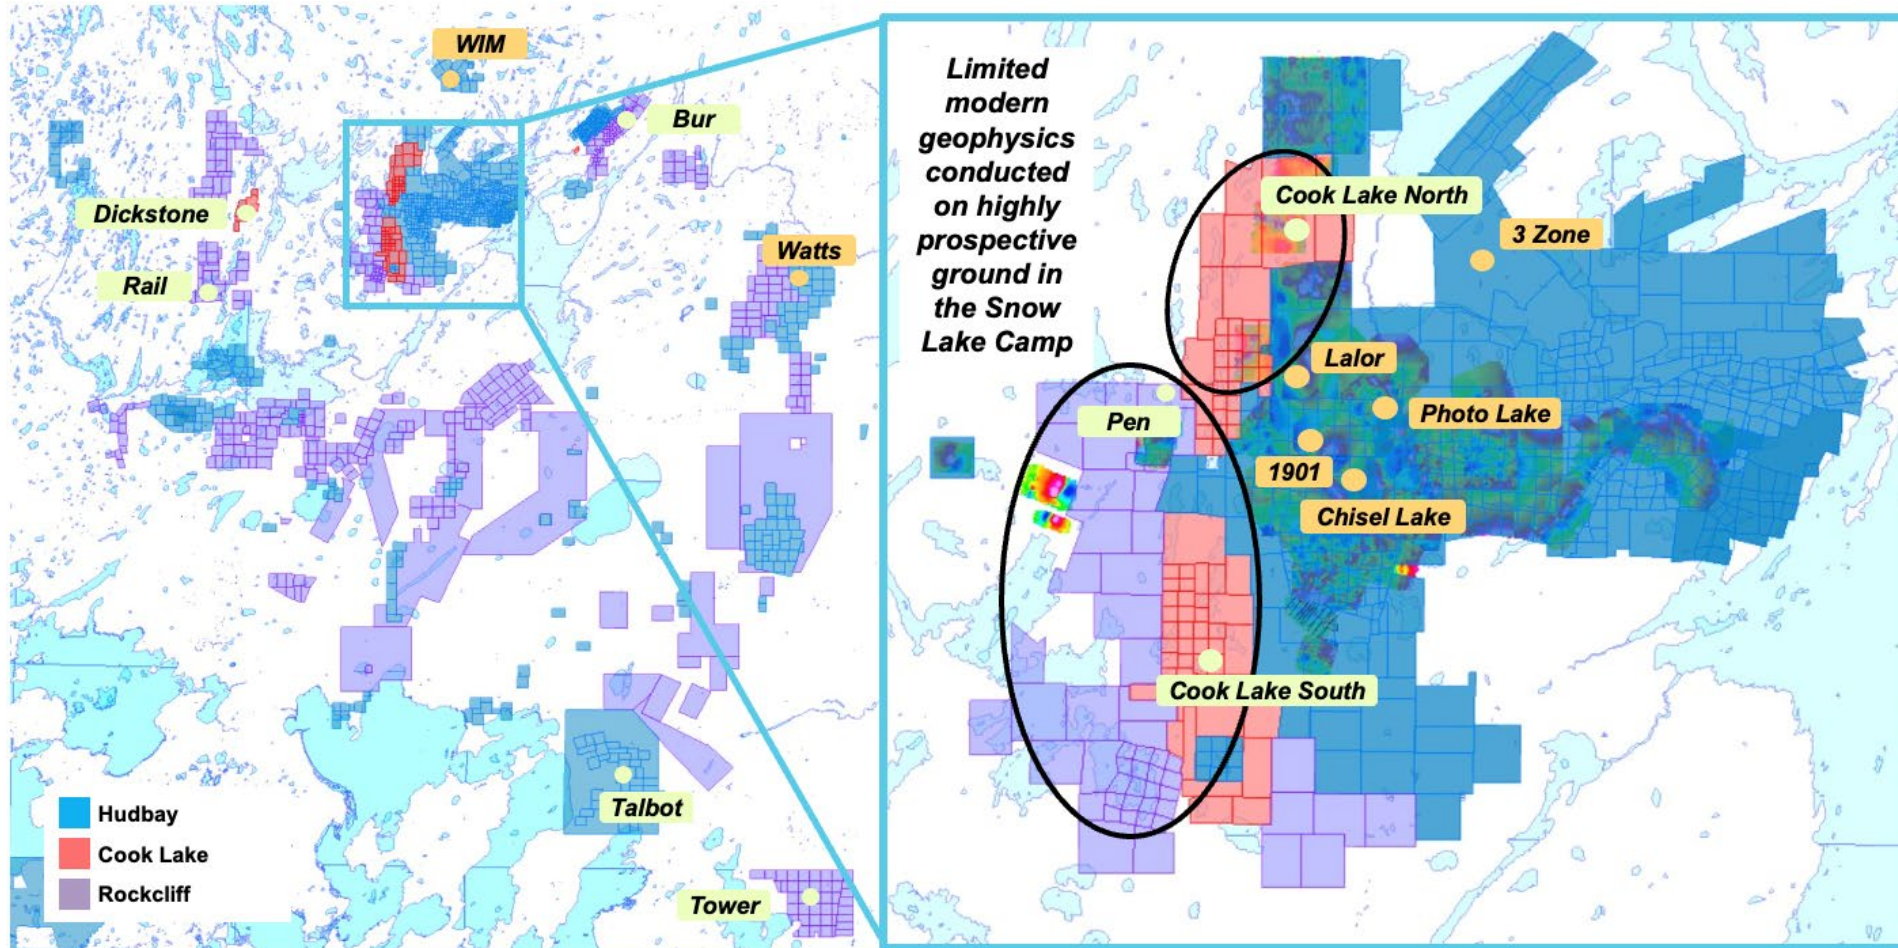 WIM
Bur
Dickstone
Watts
Rail
Talbot
Tower
Hudbay
Cook Lake
Rockcliff
Limited
modern
geophysics
conducted
on highly
prospective
ground in
the Snow
Lake Camp
Cook Lake North
3 Zone
Lalor
Pen
Photo Lake
1901
Chisel Lake
Cook Lake South